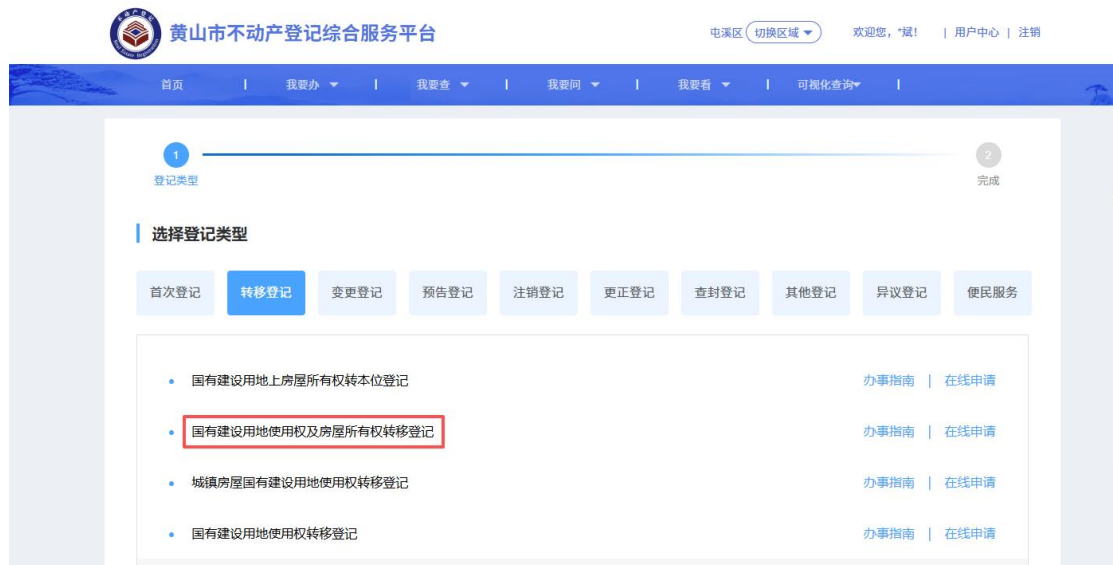 黄山市不动产登记综合服务平台
屯溪区 切换区域 欢迎您，*斌！ | 用户中心 | 注销
首页 | 我要办 | 我要查 | 我要问 | 我要看 | 可视化查询 |
1 2
登记类型 完成
选择登记类型
首次登记 转移登记 变更登记 预告登记 注销登记 更正登记 查封登记 其他登记 异议登记 便民服务
国有建设用地上房屋所有权转本位登记 办事指南 | 在线申请
国有建设用地使用权及房屋所有权转移登记 办事指南 | 在线申请
城镇房屋国有建设用地使用权转移登记 办事指南 | 在线申请
国有建设用地使用权转移登记 办事指南 | 在线申请